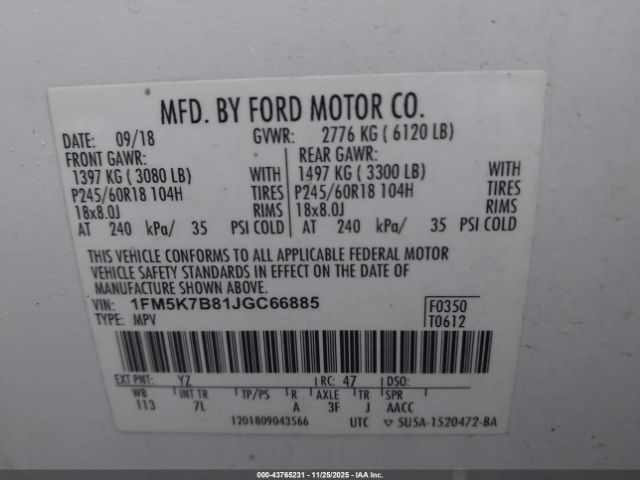 MFD. BY FORD MOTOR CO.
DATE: 09/18 GVWR: 2776 KG ( 6120 LB)
FRONT GAWR: REAR GAWR:
1397 KG ( 3080 LB) WITH 1497 KG ( 3300 LB) WITH
P245/60R18 104H TIRES P245/60R18 104H TIRES
18x8.0J RIMS 18x8.0J RIMS
AT 240 kPa/ 35 PSI COLD AT 240 kPa/ 35 PSI COLD
THIS VEHICLE CONFORMS TO ALL APPLICABLE FEDERAL MOTOR
VEHICLE SAFETY STANDARDS IN EFFECT ON THE DATE OF
MANUFACTURE SHOWN ABOVE.
VIN: 1FM5K7B81JGC66885 F0350
TYPE: MPV T0612
EXT PNT: YZ RC: 47 DSO:
WB INT TR TP/PS R AXLE TR SPR
113 7L A 3F J AACC
1201809043566 UTC ▽ 5U5A-1520472-BA
000-43765231 - 11/25/2025 - IAAI.COM